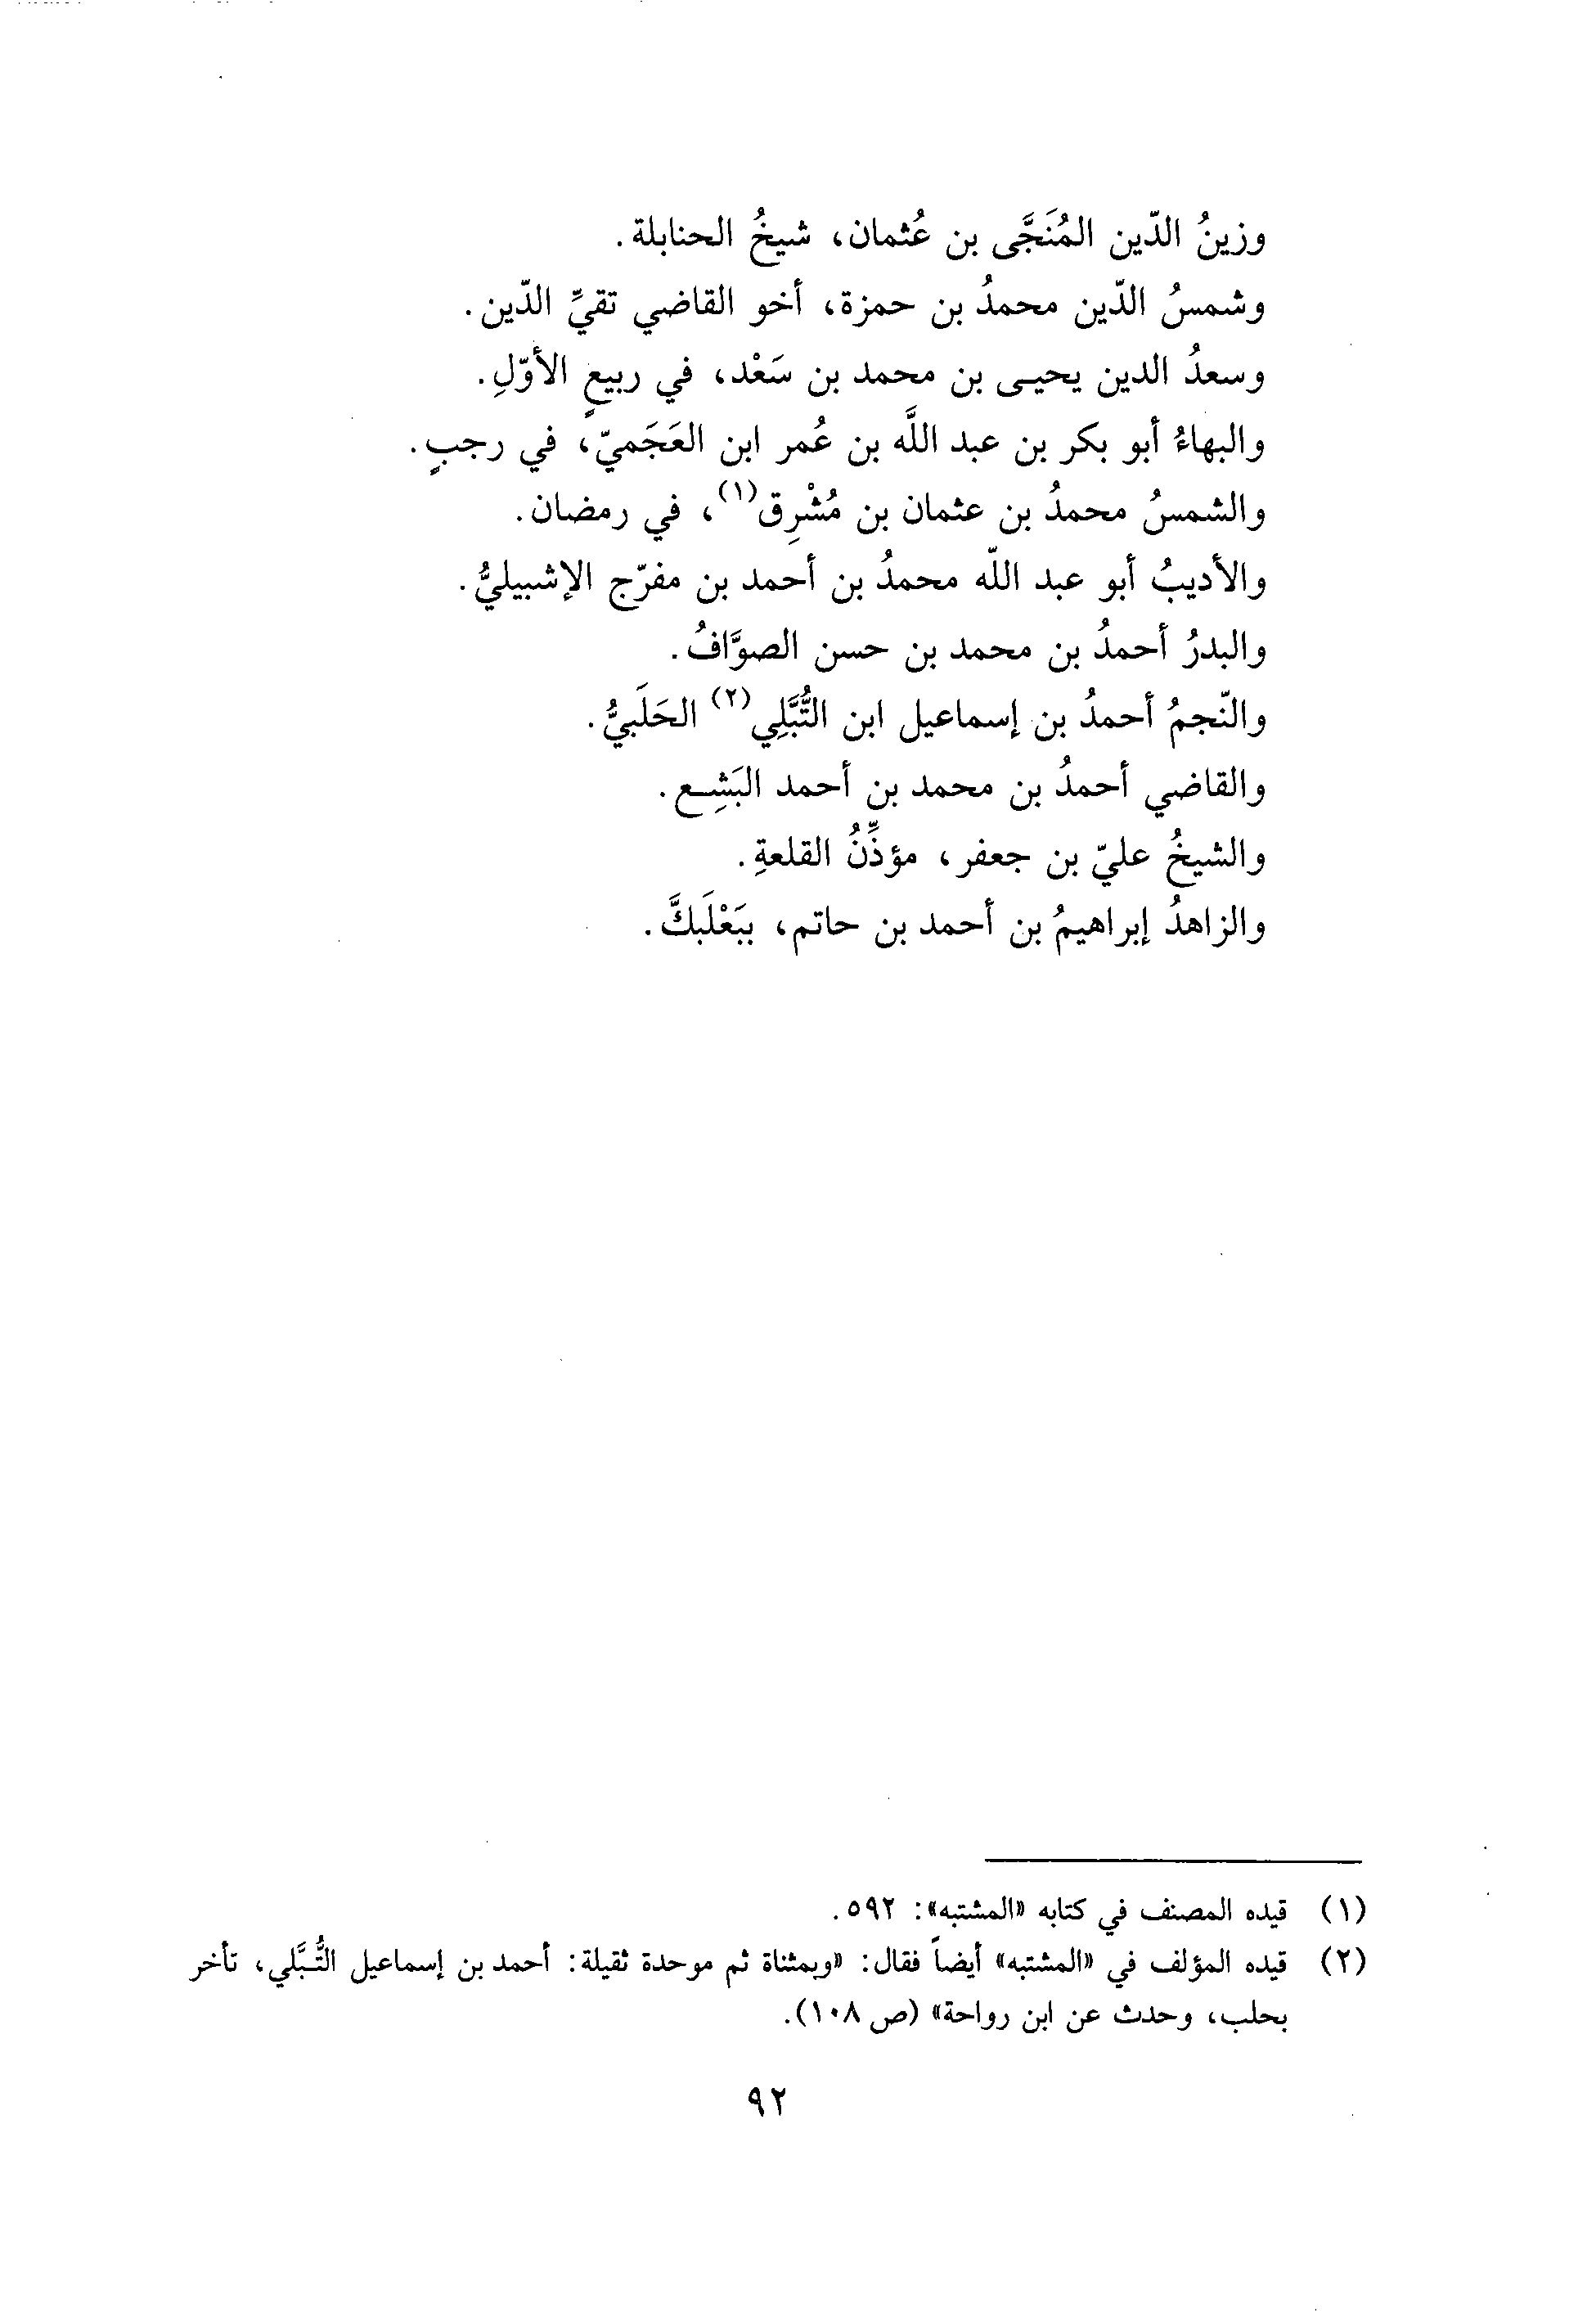 وزينُ الدّين المُنَجَّى بن عُثمان، شيخُ الحنابلة.
وشمسُ الدّين محمدُ بن حمزة، أخو القاضي تقيِّ الدّين.
وسعدُ الدين يحيى بن محمد بن سَعْد، في ربيعٍ الأوّلِ.
والبهاءُ أبو بكر بن عبد اللَّه بن عُمر ابن العَجَميّ، في رجبٍ.
والشمسُ محمدُ بن عثمان بن مُشْرِق(١)، في رمضان.
والأديبُ أبو عبد اللّه محمدُ بن أحمد بن مفرّج الإشبيليُّ.
والبدرُ أحمدُ بن محمد بن حسن الصوَّافُ.
والنّجمُ أحمدُ بن إسماعيل ابن التُّبَّلِي(٢) الحَلَبيُّ.
والقاضي أحمدُ بن محمد بن أحمد البَشِع.
والشيخُ عليّ بن جعفر، مؤذِّنُ القلعةِ.
والزاهدُ إبراهيمُ بن أحمد بن حاتم، ببَعْلَبكَّ.
(١) قيده المصنف في كتابه «المشتبه»: ٥٩٢.
(٢) قيده المؤلف في «المشتبه» أيضاً فقال: «وبمثناة ثم موحدة ثقيلة: أحمد بن إسماعيل التُّبَّلي، تأخر
بحلب، وحدث عن ابن رواحة» (ص ١٠٨).
٩٢